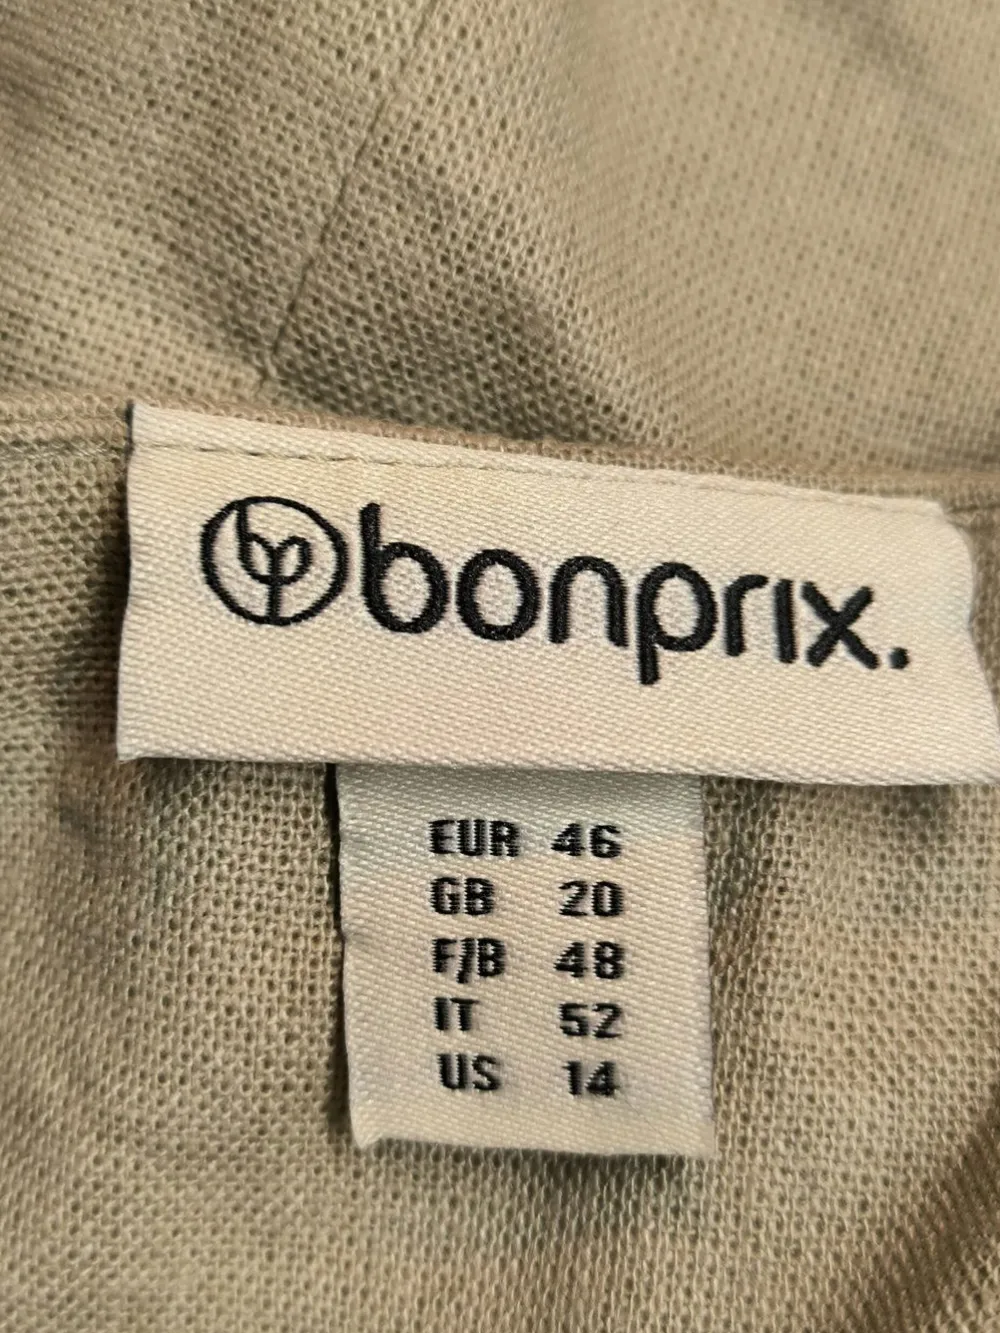 bonprix.
EUR 46
GB 20
F/B 48
IT 52
US 14